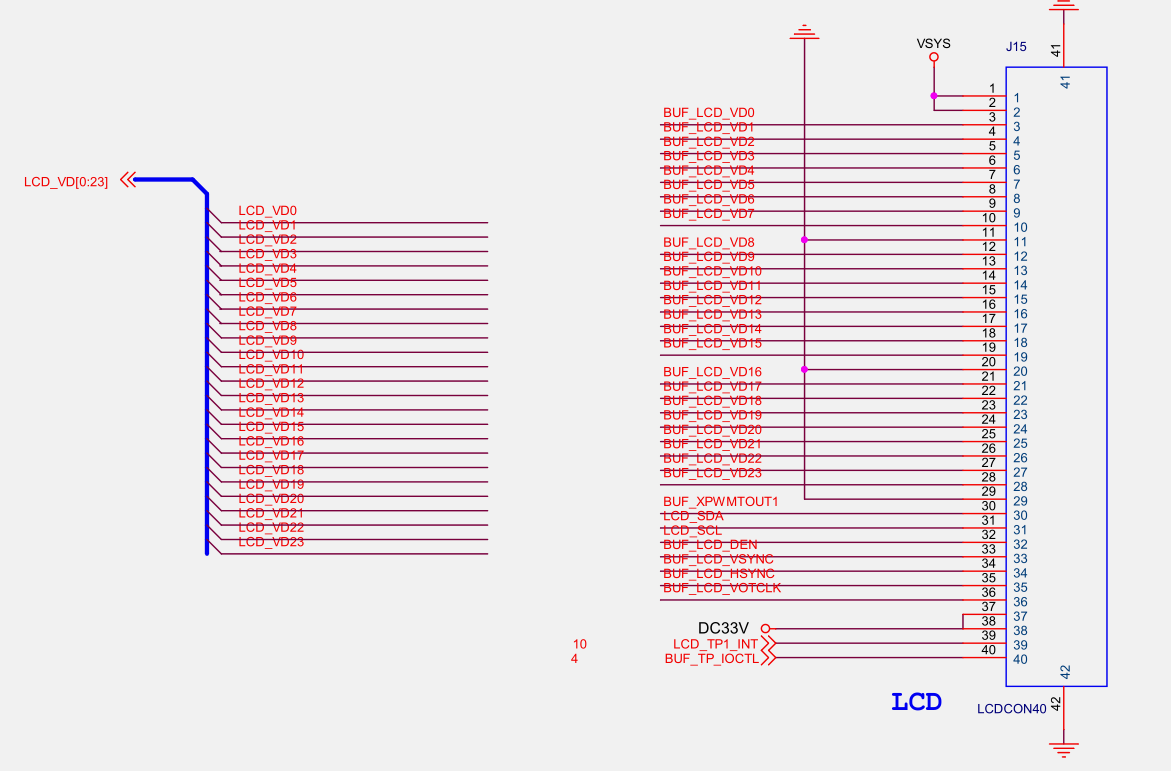 LCD_VD[0:23]
LCD_VD0
LCD_VD1
LCD_VD2
LCD_VD3
LCD_VD4
LCD_VD5
LCD_VD6
LCD_VD7
LCD_VD8
LCD_VD9
LCD_VD10
LCD_VD11
LCD_VD12
LCD_VD13
LCD_VD14
LCD_VD15
LCD_VD16
LCD_VD17
LCD_VD18
LCD_VD19
LCD_VD20
LCD_VD21
LCD_VD22
LCD_VD23
10
4
VSYS
J15
41
41
1 1
2 2
BUF_LCD_VD0 3 3
BUF_LCD_VD1 4 4
BUF_LCD_VD2 5 5
BUF_LCD_VD3 6 6
BUF_LCD_VD4 7 7
BUF_LCD_VD5 8 8
BUF_LCD_VD6 9 9
BUF_LCD_VD7 10 10
11 11
BUF_LCD_VD8 12 12
BUF_LCD_VD9 13 13
BUF_LCD_VD10 14 14
BUF_LCD_VD11 15 15
BUF_LCD_VD12 16 16
BUF_LCD_VD13 17 17
BUF_LCD_VD14 18 18
BUF_LCD_VD15 19 19
20 20
BUF_LCD_VD16 21 21
BUF_LCD_VD17 22 22
BUF_LCD_VD18 23 23
BUF_LCD_VD19 24 24
BUF_LCD_VD20 25 25
BUF_LCD_VD21 26 26
BUF_LCD_VD22 27 27
BUF_LCD_VD23 28 28
29 29
BUF_XPWMTOUT1 30 30
LCD_SDA 31 31
LCD_SCL 32 32
BUF_LCD_DEN 33 33
BUF_LCD_VSYNC 34 34
BUF_LCD_HSYNC 35 35
BUF_LCD_VOTCLK 36 36
37 37
DC33V 38 38
LCD_TP1_INT 39 39
BUF_TP_IOCTL 40 40
42
42
LCD
LCDCON40